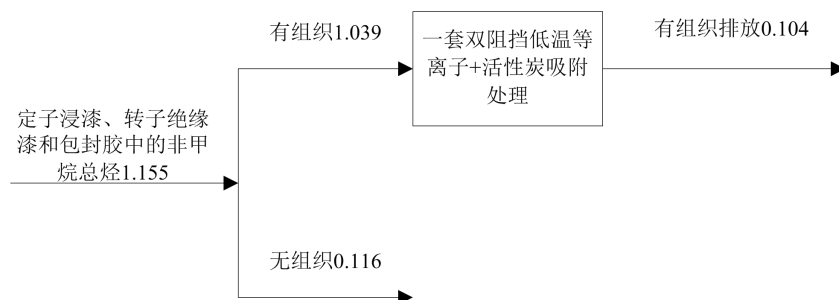 有组织1.039
一套双阻挡低温等
离子+活性炭吸附
处理
有组织排放0.104
定子浸漆、转子绝缘
漆和包封胶中的非甲
烷总烃1.155
无组织0.116